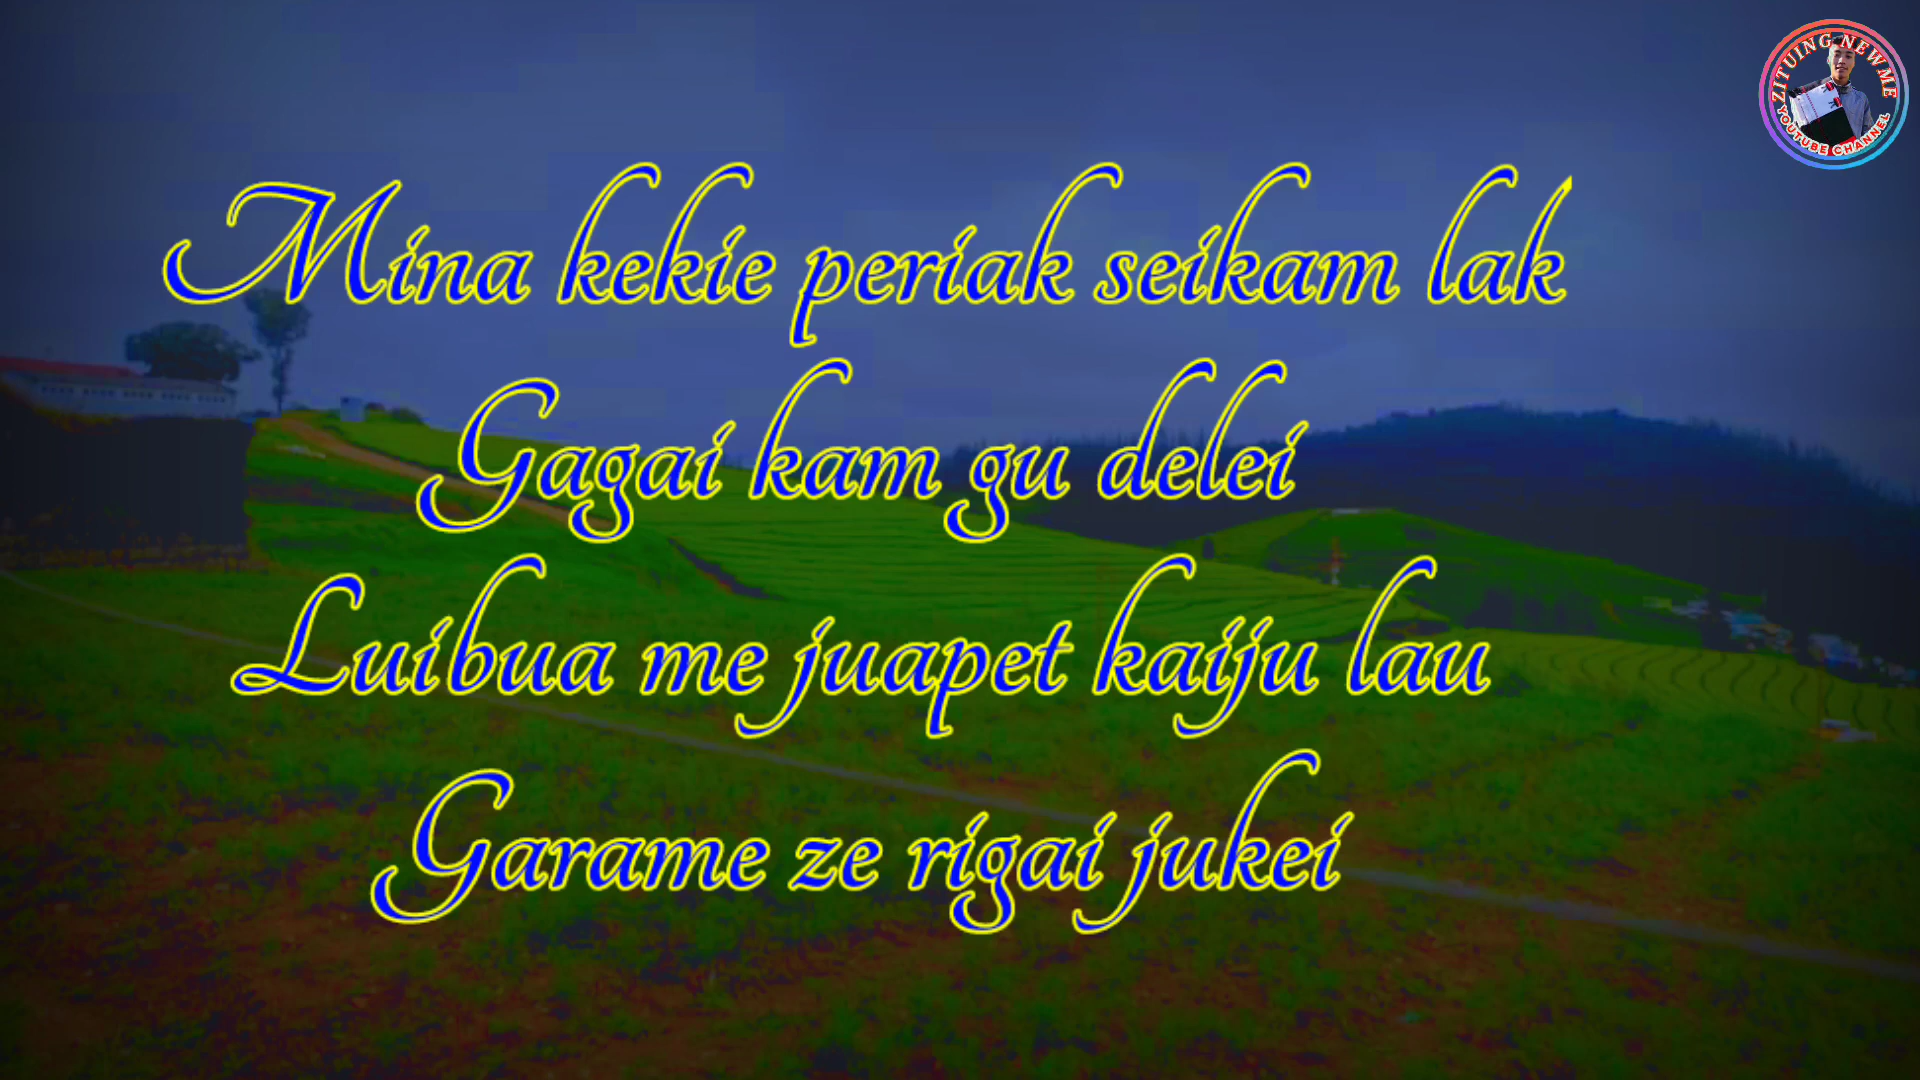 ZITUING NEWME
YOUTUBE CHANNEL
Mina kekie periak seikam lak
Gagai kam gu delei
Luibua me juapet kaiju lau
Garame ze rigai jukei